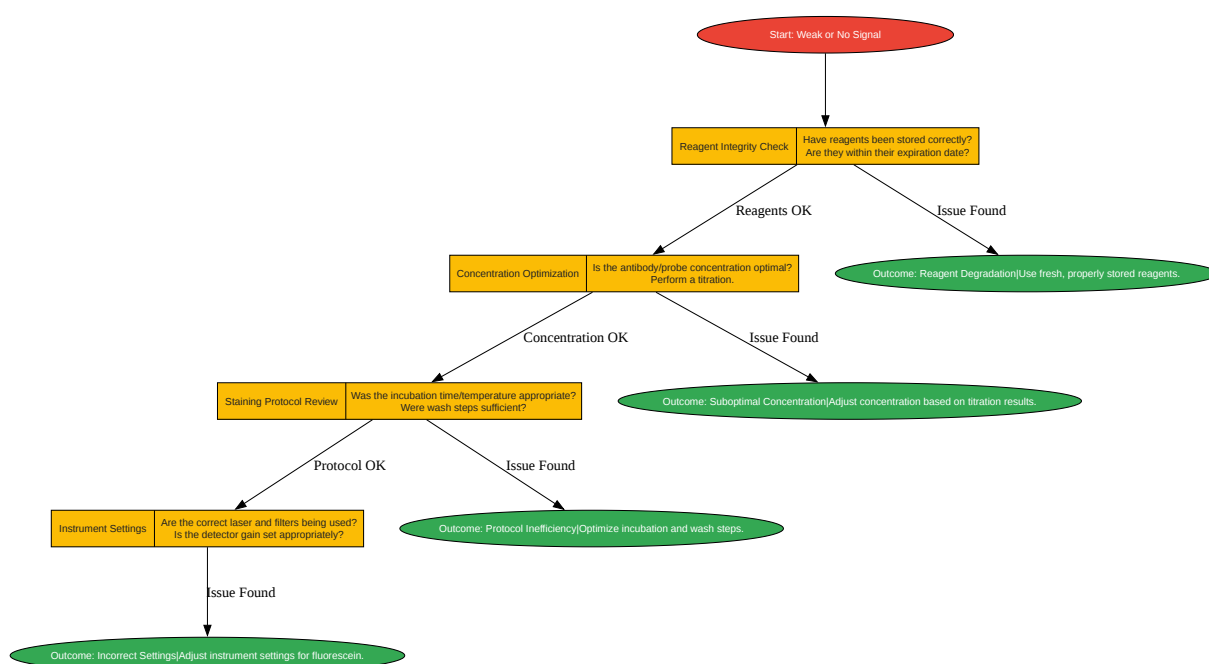 Start: Weak or No Signal
Reagent Integrity Check
Have reagents been stored correctly?
Are they within their expiration date?
Reagents OK
Issue Found
Concentration Optimization
Is the antibody/probe concentration optimal?
Perform a titration.
Outcome: Reagent Degradation|Use fresh, properly stored reagents.
Concentration OK
Issue Found
Staining Protocol Review
Was the incubation time/temperature appropriate?
Were wash steps sufficient?
Outcome: Suboptimal Concentration|Adjust concentration based on titration results.
Protocol OK
Issue Found
Instrument Settings
Are the correct laser and filters being used?
Is the detector gain set appropriately?
Outcome: Protocol Inefficiency|Optimize incubation and wash steps.
Issue Found
Outcome: Incorrect Settings|Adjust instrument settings for fluorescein.